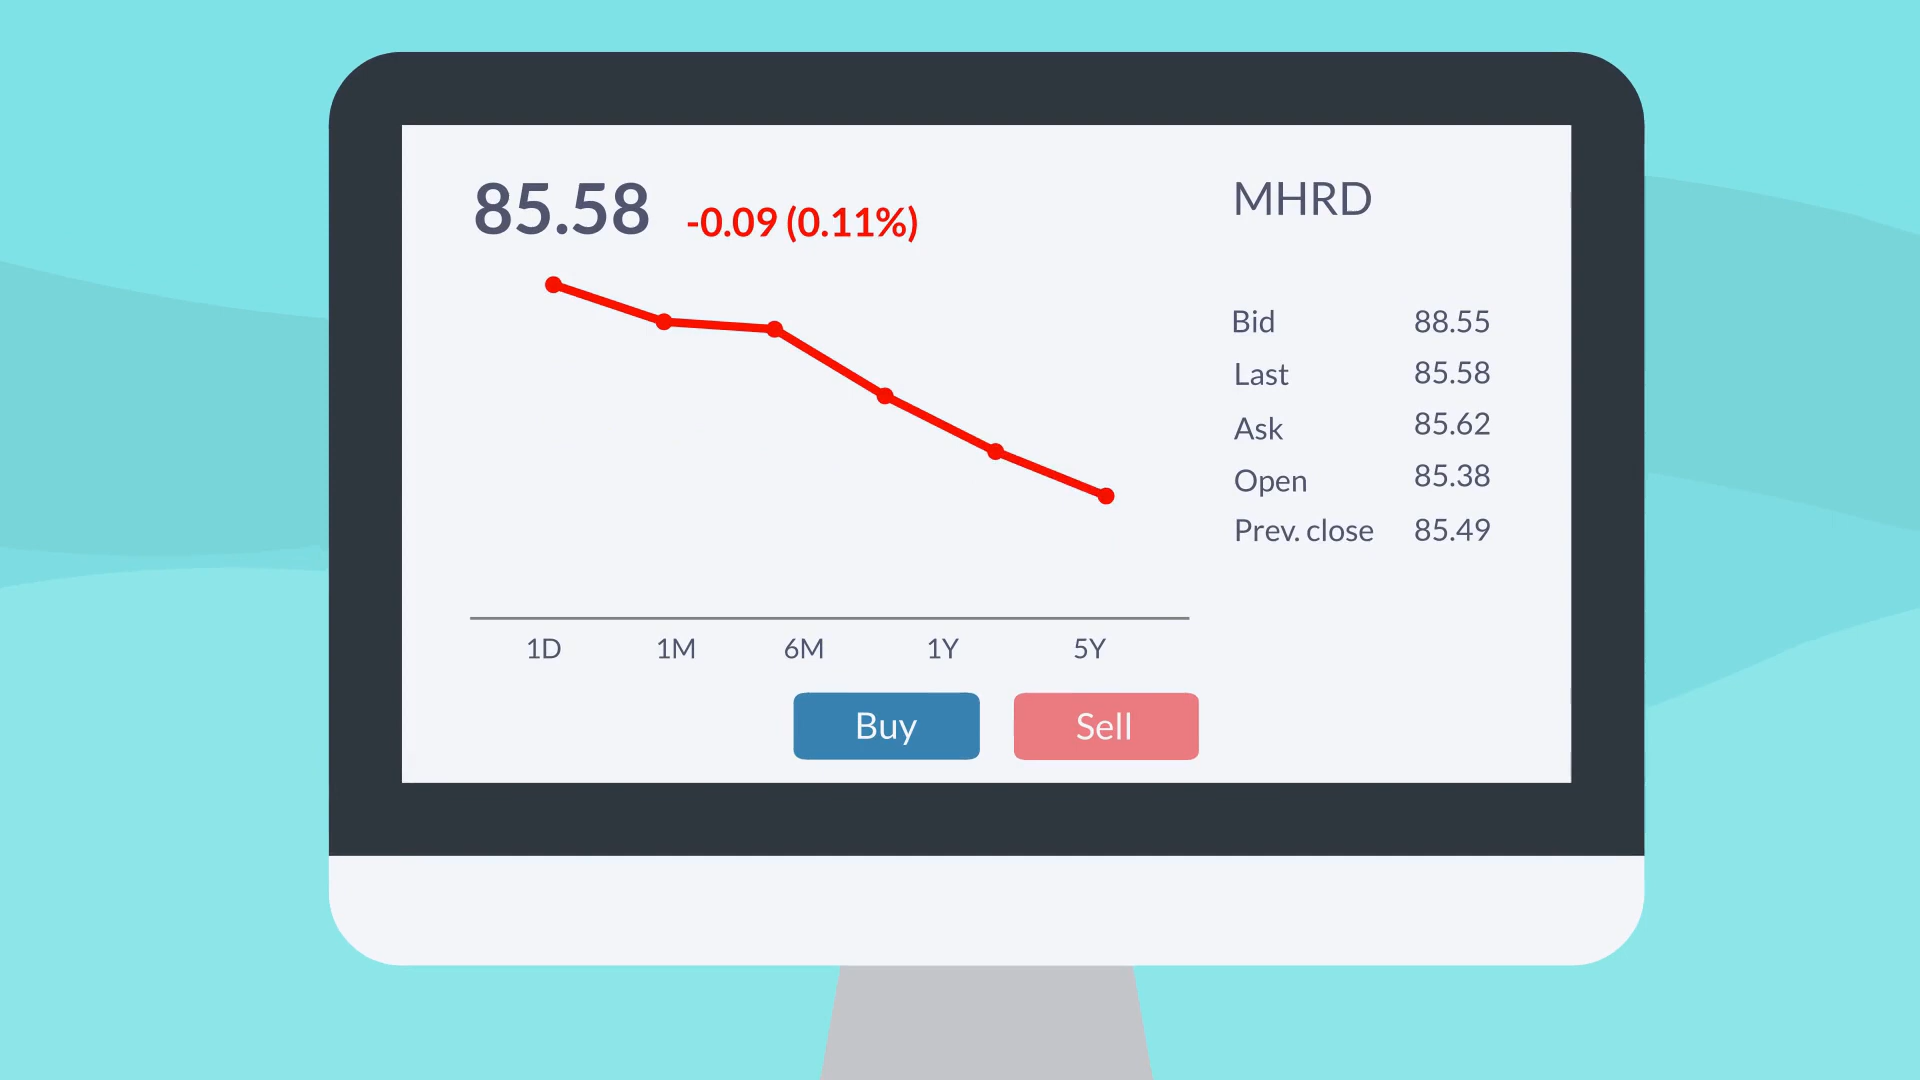 85.58 -0.09 (0.11%)
MHRD
Bid 88.55
Last 85.58
Ask 85.62
Open 85.38
Prev. close 85.49
1D 1M 6M 1Y 5Y
Buy Sell